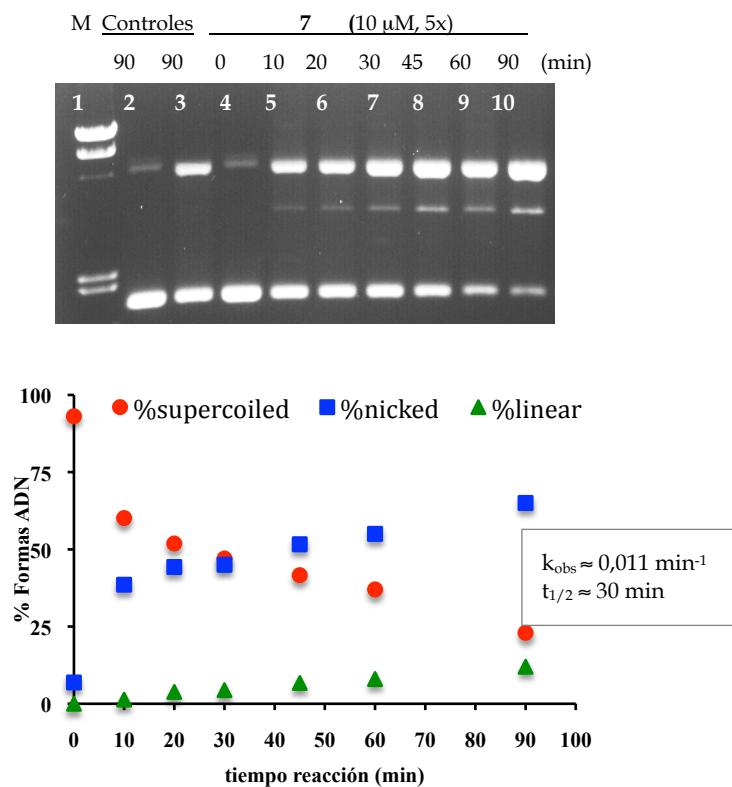 M Controles 7 (10 µM, 5x)
90 90 0 10 20 30 45 60 90 (min)
1 2 3 4 5 6 7 8 9 10
100
%supercoiled %nicked %linear
75
50
25
0
% Formas ADN
kobs ≈ 0,011 min-1
t1/2 ≈ 30 min
0 10 20 30 40 50 60 70 80 90 100
tiempo reacción (min)